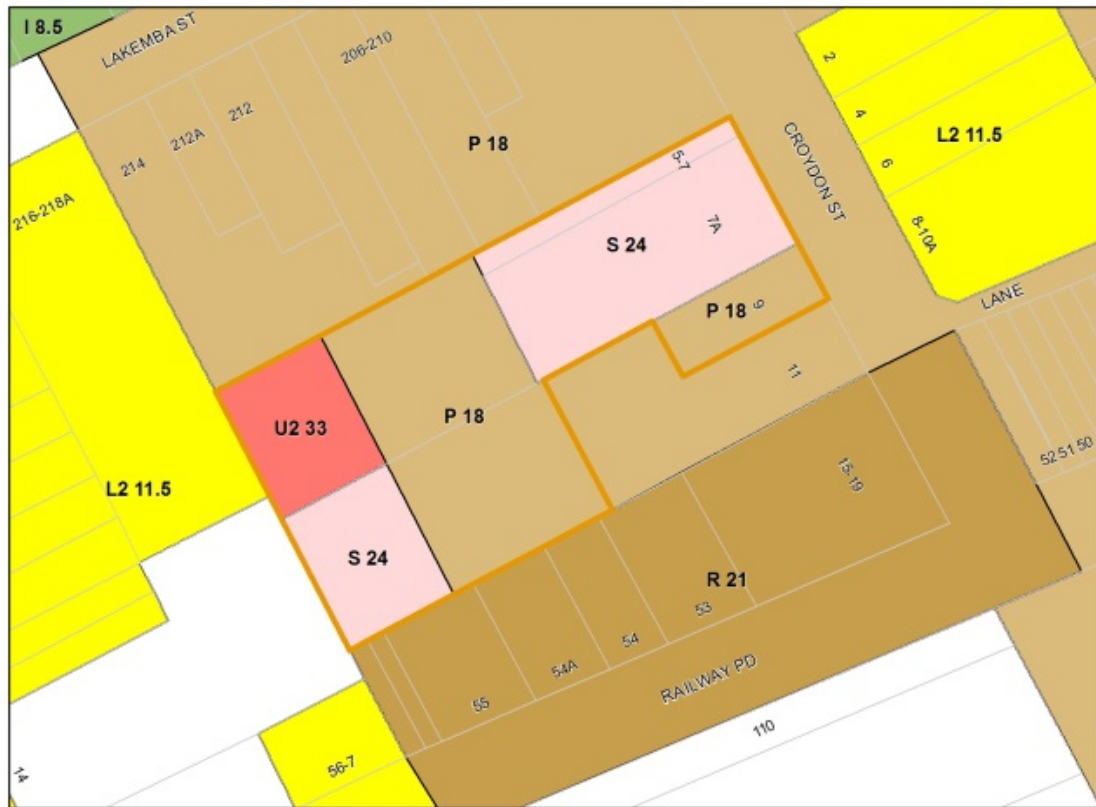 I 8.5
LAKEMBA ST
206-210
212
212A
214
P 18
2
4
6
8-10A
L2 11.5
CROYDON ST
5-7
7A
S 24
216-218A
P 18
9
LANE
11
U2 33
P 18
L2 11.5
52
51
50
15-19
S 24
R 21
53
54
54A
55
RAILWAY PD
110
56-7
14